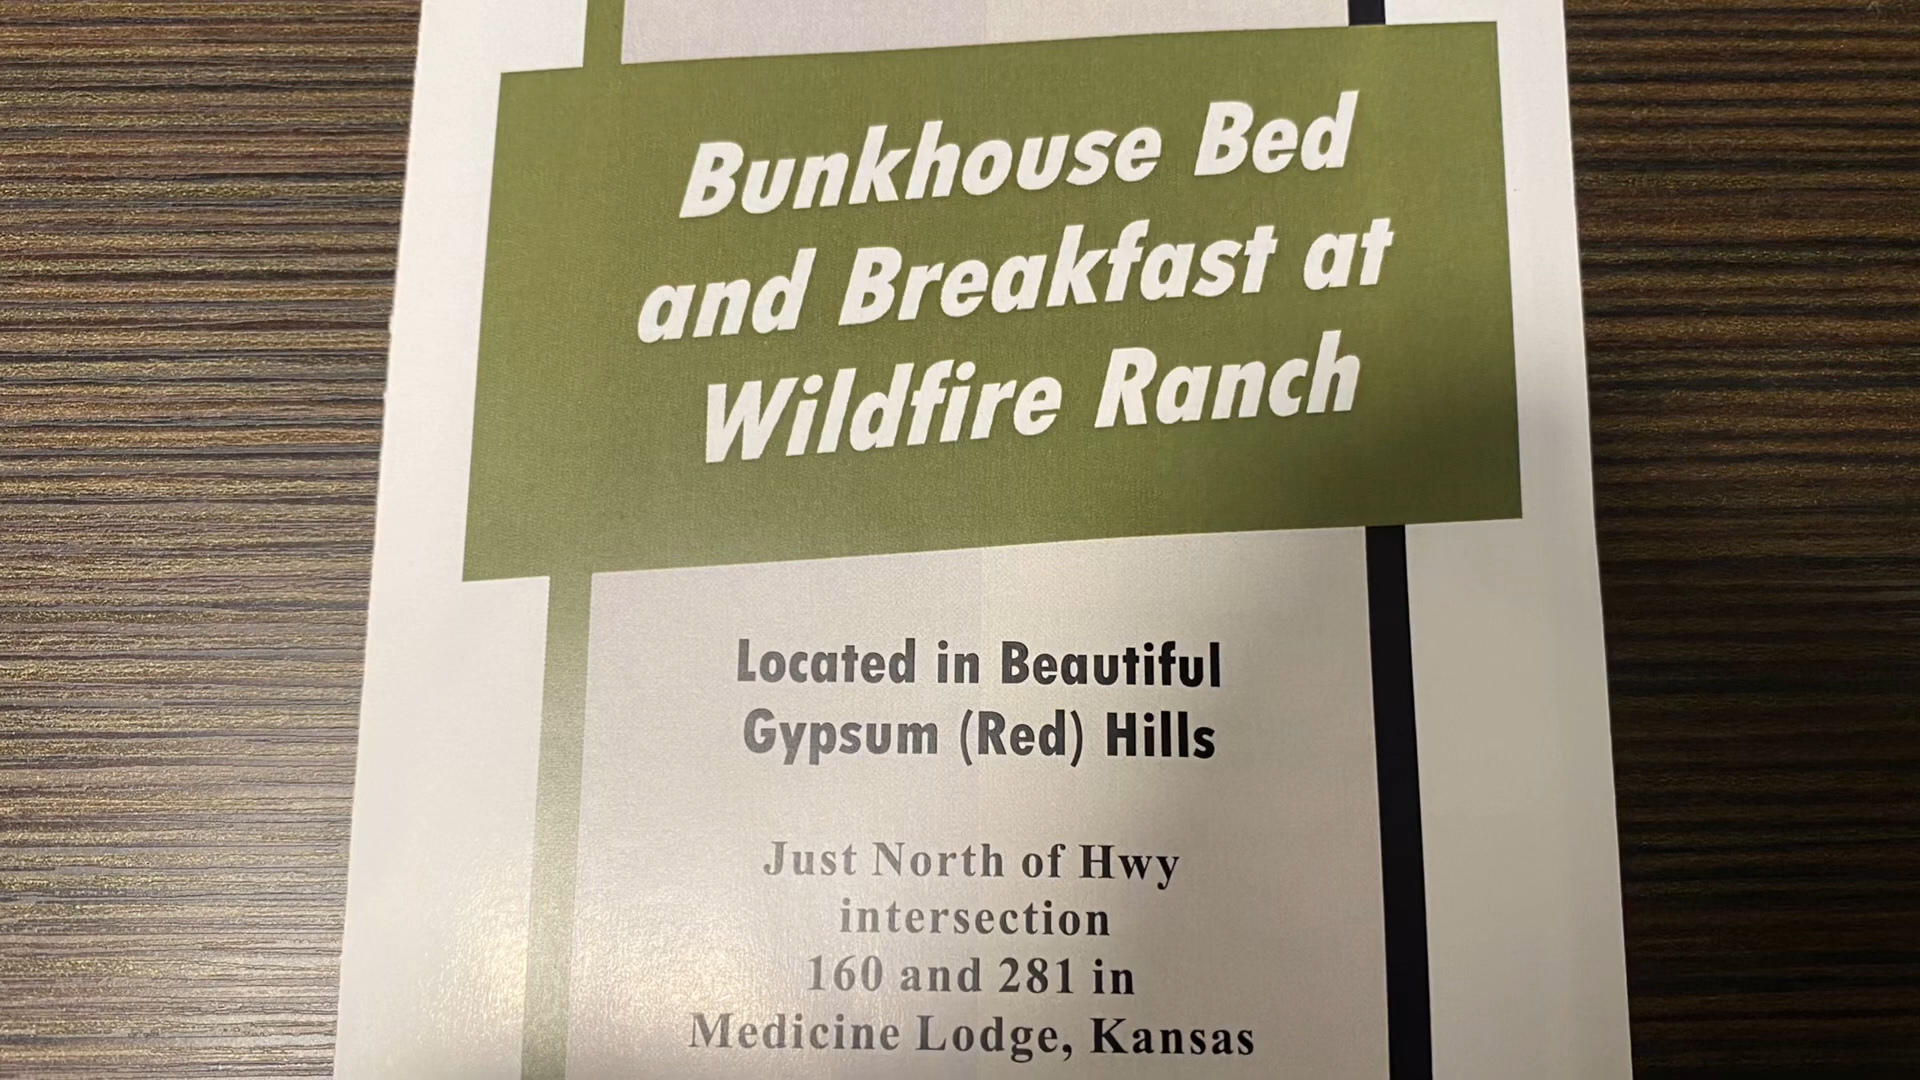 Bunkhouse Bed
and Breakfast at
Wildfire Ranch
Located in Beautiful
Gypsum (Red) Hills
Just North of Hwy
intersection
160 and 281 in
Medicine Lodge, Kansas